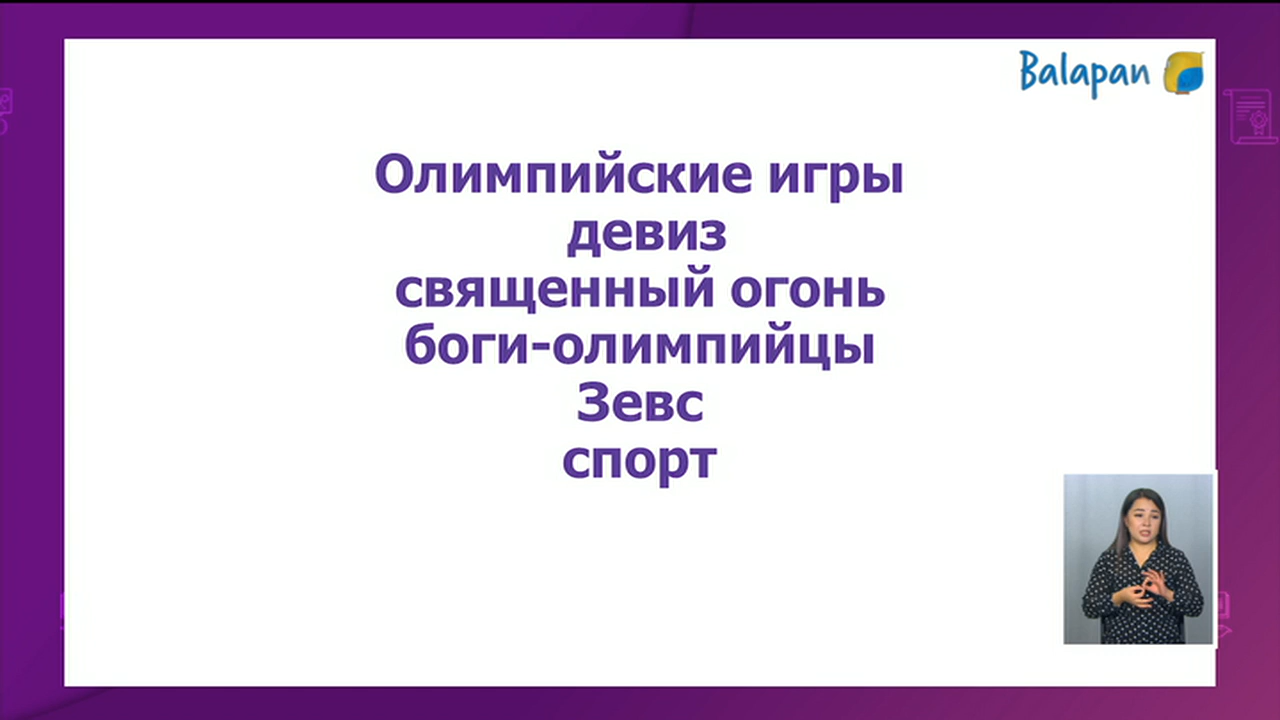 Balapan
Олимпийские игры
девиз
священный огонь
боги-олимпийцы
Зевс
спорт